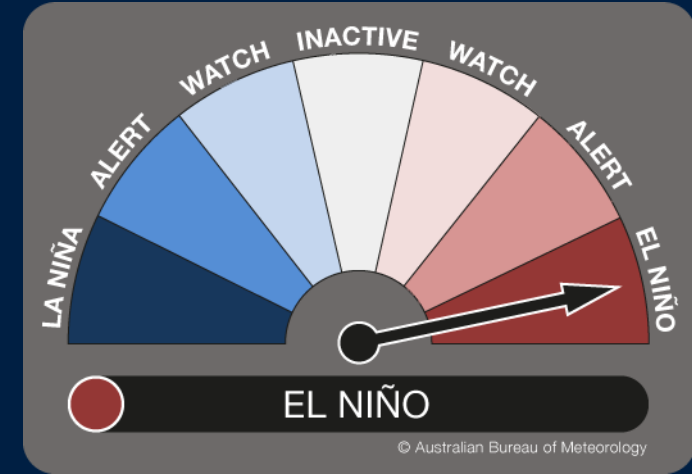 LA NIÑA
ALERT
WATCH
INACTIVE
WATCH
ALERT
EL NIÑO
EL NIÑO
© Australian Bureau of Meteorology